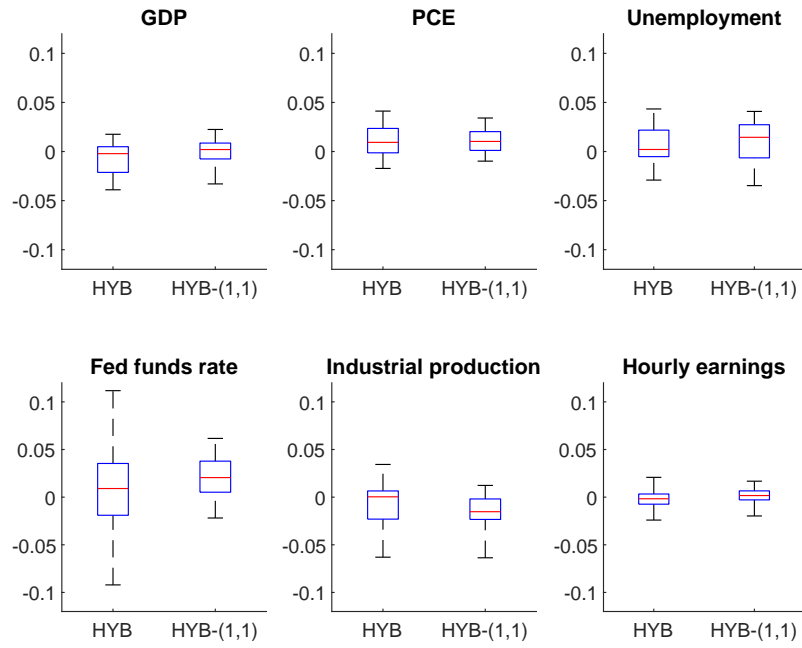 GDP
0.1
0.05
0
-0.05
-0.1
HYB HYB-(1,1)
PCE
0.1
0.05
0
-0.05
-0.1
HYB HYB-(1,1)
Unemployment
0.1
0.05
0
-0.05
-0.1
HYB HYB-(1,1)
Fed funds rate
0.1
0.05
0
-0.05
-0.1
HYB HYB-(1,1)
Industrial production
0.1
0.05
0
-0.05
-0.1
HYB HYB-(1,1)
Hourly earnings
0.1
0.05
0
-0.05
-0.1
HYB HYB-(1,1)